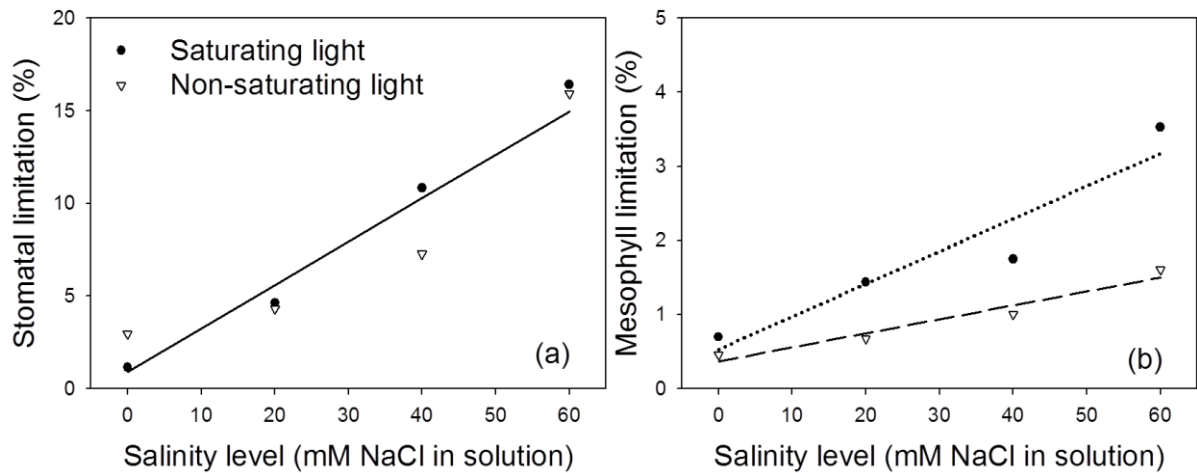 Stomatal limitation (%)
20
15
10
5
0
Saturating light
Non-saturating light
(a)
0 10 20 30 40 50 60
Salinity level (mM NaCl in solution)
Mesophyll limitation (%)
5
4
3
2
1
0
(b)
0 10 20 30 40 50 60
Salinity level (mM NaCl in solution)